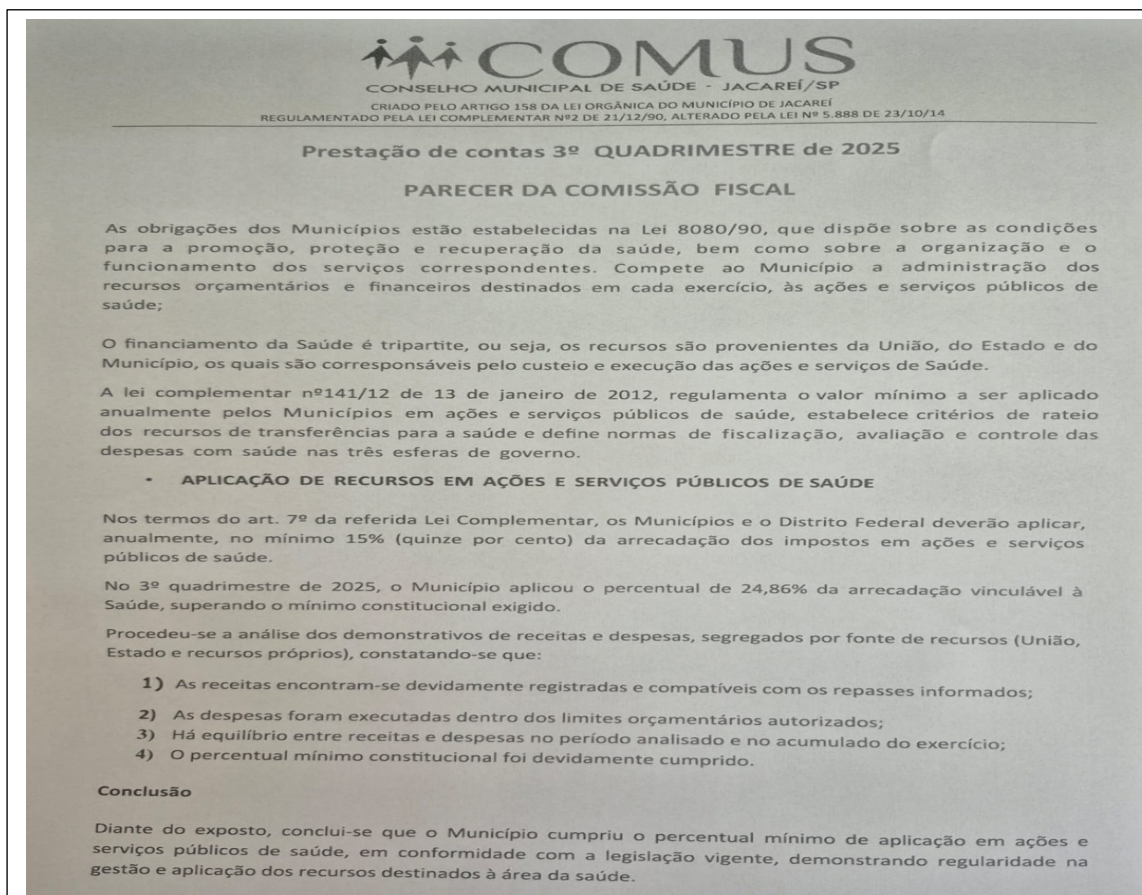 COMUS
CONSELHO MUNICIPAL DE SAÚDE - JACAREÍ/SP
CRIADO PELO ARTIGO 158 DA LEI ORGÂNICA DO MUNICÍPIO DE JACAREÍ
REGULAMENTADO PELA LEI COMPLEMENTAR Nº2 DE 21/12/90, ALTERADO PELA LEI Nº 5.888 DE 23/10/14
Prestação de contas 3º QUADRIMESTRE de 2025
PARECER DA COMISSÃO FISCAL
As obrigações dos Municípios estão estabelecidas na Lei 8080/90, que dispõe sobre as condições
para a promoção, proteção e recuperação da saúde, bem como sobre a organização e o
funcionamento dos serviços correspondentes. Compete ao Município a administração dos
recursos orçamentários e financeiros destinados em cada exercício, às ações e serviços públicos de
saúde;
O financiamento da Saúde é tripartite, ou seja, os recursos são provenientes da União, do Estado e do
Município, os quais são corresponsáveis pelo custeio e execução das ações e serviços de Saúde.
A lei complementar nº141/12 de 13 de janeiro de 2012, regulamenta o valor mínimo a ser aplicado
anualmente pelos Municípios em ações e serviços públicos de saúde, estabelece critérios de rateio
dos recursos de transferências para a saúde e define normas de fiscalização, avaliação e controle das
despesas com saúde nas três esferas de governo.
• APLICAÇÃO DE RECURSOS EM AÇÕES E SERVIÇOS PÚBLICOS DE SAÚDE
Nos termos do art. 7º da referida Lei Complementar, os Municípios e o Distrito Federal deverão aplicar,
anualmente, no mínimo 15% (quinze por cento) da arrecadação dos impostos em ações e serviços
públicos de saúde.
No 3º quadrimestre de 2025, o Município aplicou o percentual de 24,86% da arrecadação vinculável à
Saúde, superando o mínimo constitucional exigido.
Procedeu-se a análise dos demonstrativos de receitas e despesas, segregados por fonte de recursos (União,
Estado e recursos próprios), constatando-se que:
1) As receitas encontram-se devidamente registradas e compatíveis com os repasses informados;
2) As despesas foram executadas dentro dos limites orçamentários autorizados;
3) Há equilíbrio entre receitas e despesas no período analisado e no acumulado do exercício;
4) O percentual mínimo constitucional foi devidamente cumprido.
Conclusão
Diante do exposto, conclui-se que o Município cumpriu o percentual mínimo de aplicação em ações e
serviços públicos de saúde, em conformidade com a legislação vigente, demonstrando regularidade na
gestão e aplicação dos recursos destinados à área da saúde.